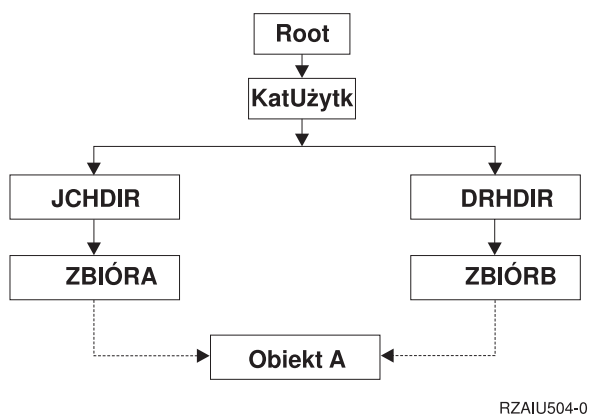 Root
KatUżytk
JCHDIR
DRHDIR
ZBIÓRA
ZBIÓRB
Obiekt A
RZAIU504-0